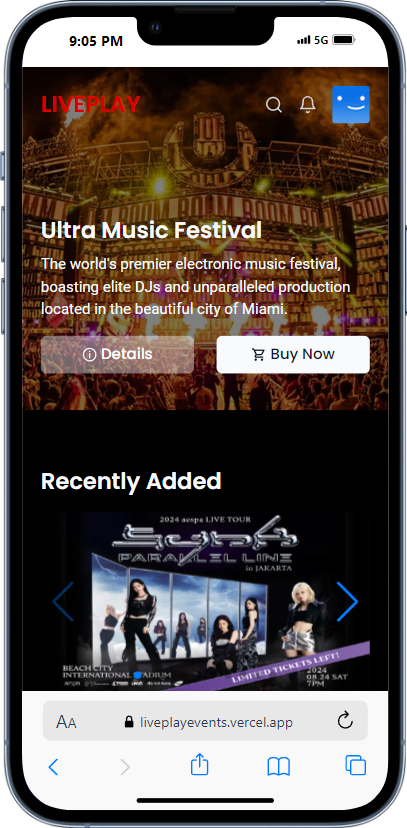 9:05 PM
5G
LIVEPLAY
Ultra Music Festival
The world's premier electronic music festival,
boasting elite DJs and unparalleled production
located in the beautiful city of Miami.
Details
Buy Now
Recently Added
2024 aespa LIVE TOUR
SYNK
PARALLEL LINE
in JAKARTA
BEACH CITY
INTERNATIONAL STADIUM
LIMITED TICKETS LEFT!
2024
08.24 SAT
7PM
AA
liveplayevents.vercel.app